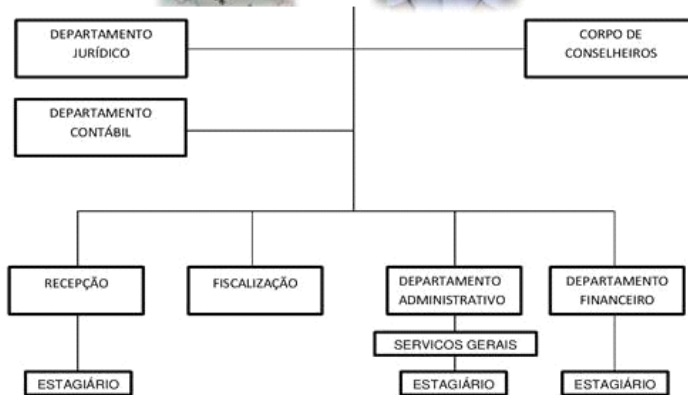 DEPARTAMENTO
JURÍDICO
CORPO DE
CONSELHEIROS
DEPARTAMENTO
CONTÁBIL
RECEPÇÃO
FISCALIZAÇÃO
DEPARTAMENTO
ADMINISTRATIVO
DEPARTAMENTO
FINANCEIRO
SERVICOS GERAIS
ESTAGIÁRIO
ESTAGIÁRIO
ESTAGIÁRIO